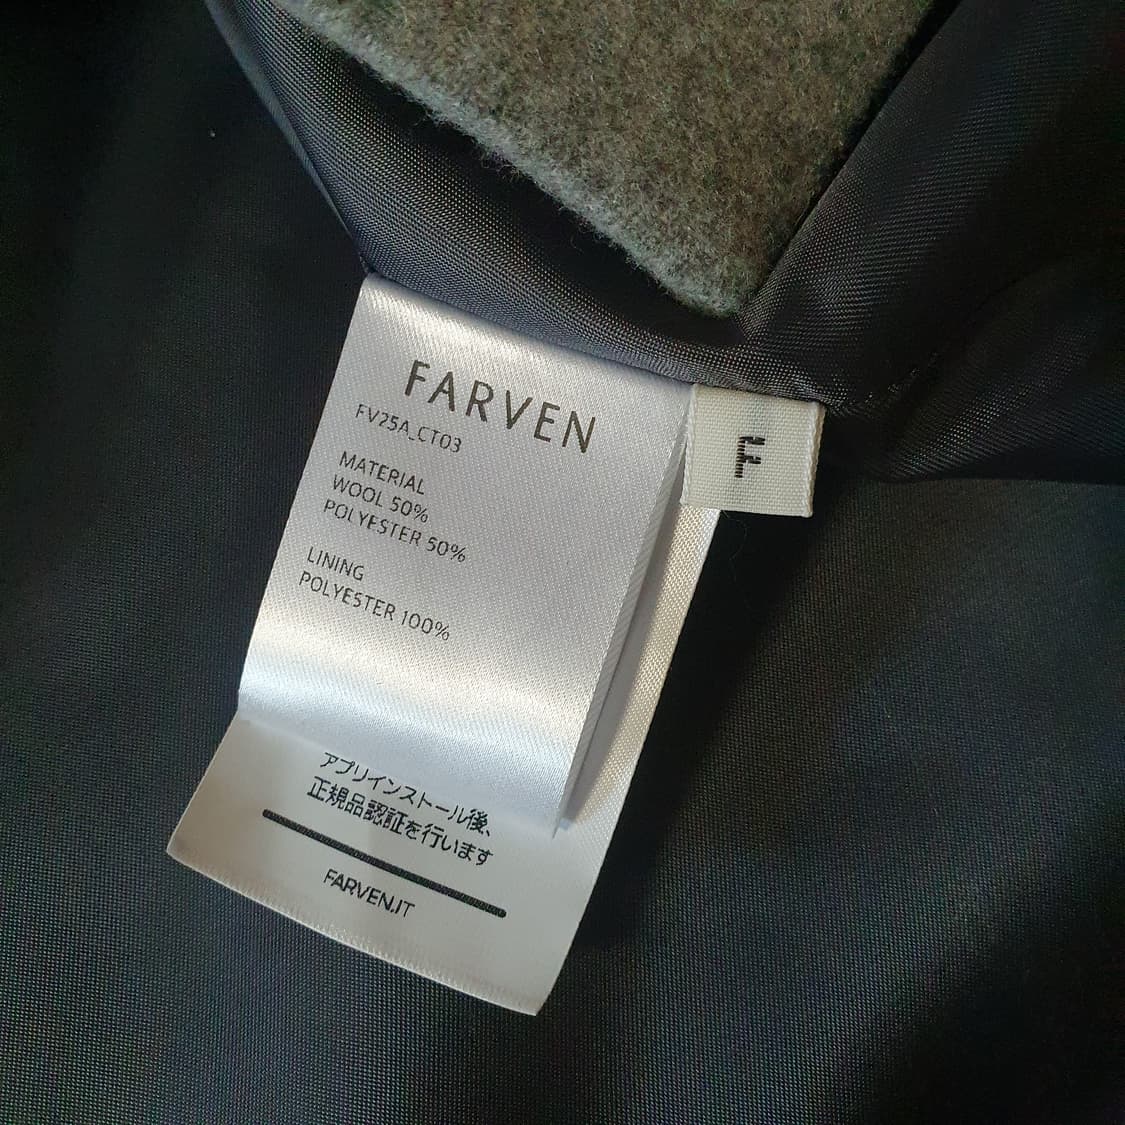 FARVEN
FV25A_CT03
MATERIAL
WOOL 50%
POLYESTER 50%
LINING
POLYESTER 100%
F
アプリインストール後、
正規品認証を行います
FARVEN.IT